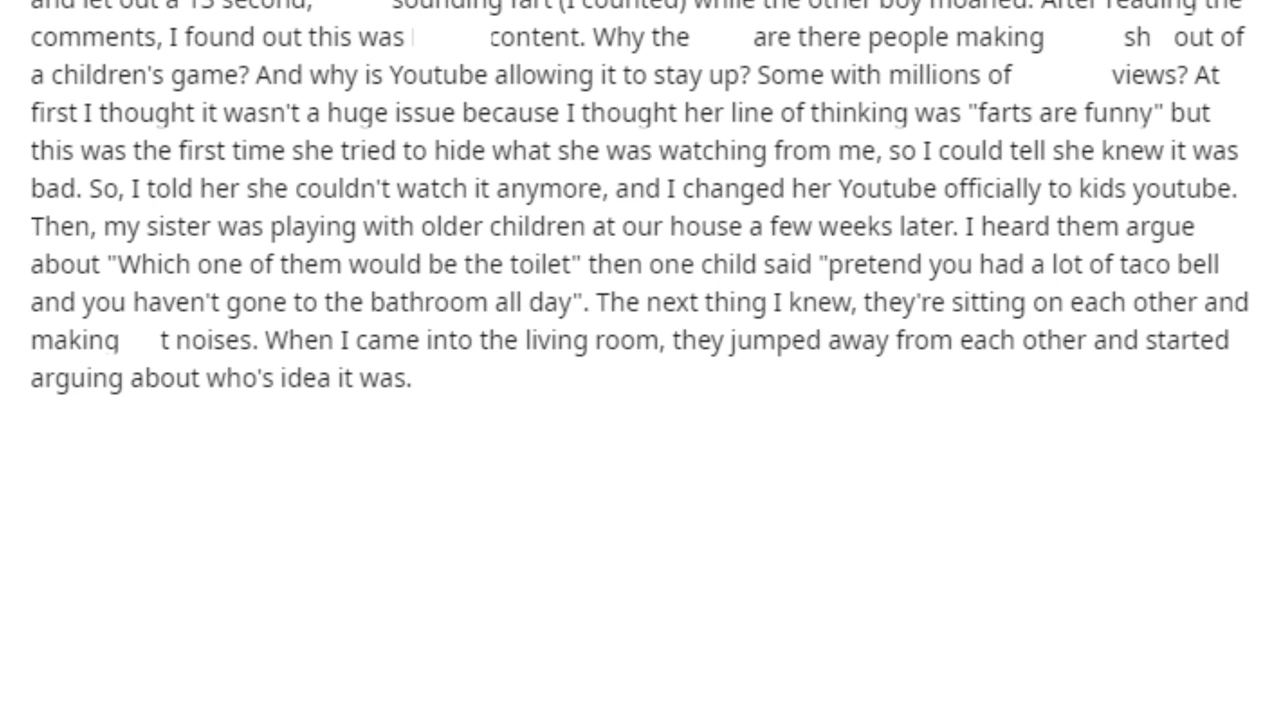 and let out a 15 second, sounding fart (I counted) while the other boy moaned. After reading the
comments, I found out this was content. Why the are there people making sh out of
a children's game? And why is Youtube allowing it to stay up? Some with millions of views? At
first I thought it wasn't a huge issue because I thought her line of thinking was "farts are funny" but
this was the first time she tried to hide what she was watching from me, so I could tell she knew it was
bad. So, I told her she couldn't watch it anymore, and I changed her Youtube officially to kids youtube.
Then, my sister was playing with older children at our house a few weeks later. I heard them argue
about "Which one of them would be the toilet" then one child said "pretend you had a lot of taco bell
and you haven't gone to the bathroom all day". The next thing I knew, they're sitting on each other and
making t noises. When I came into the living room, they jumped away from each other and started
arguing about who's idea it was.